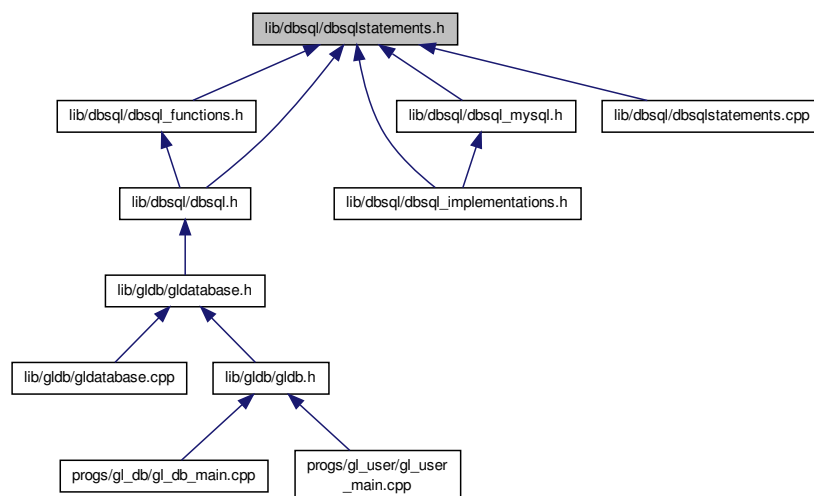 lib/dbsql/dbsqlstatements.h
lib/dbsql/dbsql_functions.h
lib/dbsql/dbsql_mysql.h
lib/dbsql/dbsqlstatements.cpp
lib/dbsql/dbsql.h
lib/dbsql/dbsql_implementations.h
lib/gldb/gldatabase.h
lib/gldb/gldatabase.cpp
lib/gldb/gldb.h
progs/gl_db/gl_db_main.cpp
progs/gl_user/gl_user
_main.cpp